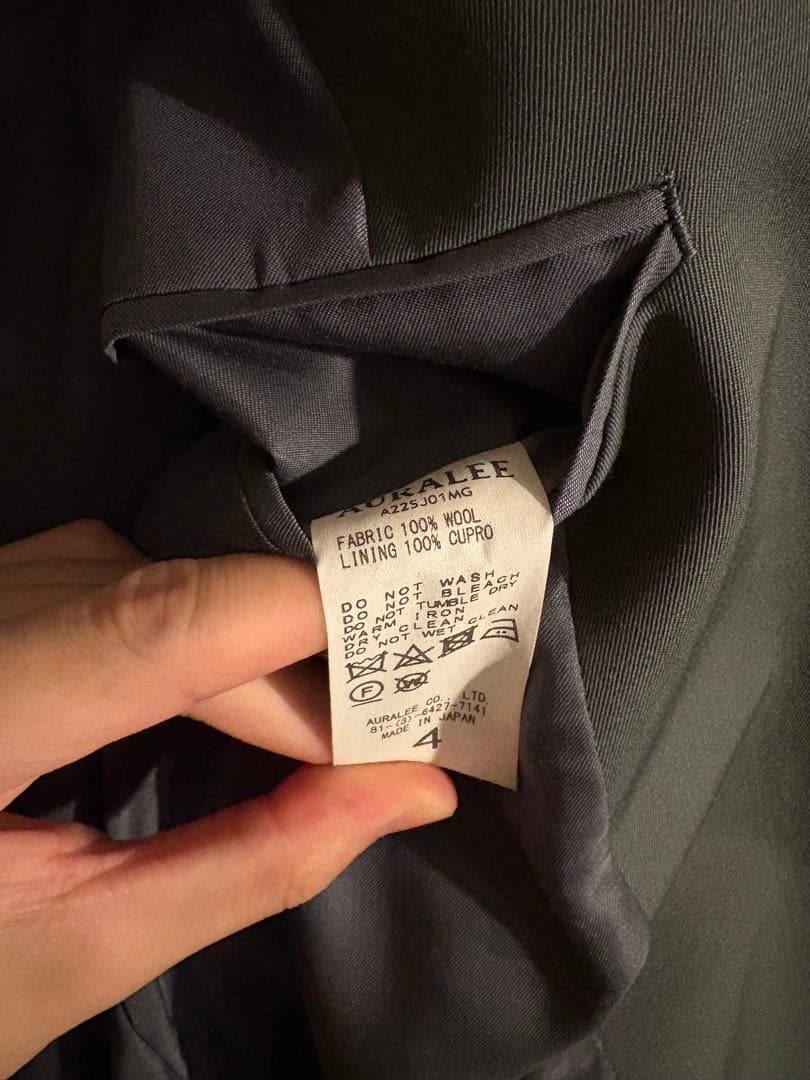 AURALEE
A22SJ01MG
FABRIC 100% WOOL
LINING 100% CUPRO
DO NOT WASH
DO NOT BLEACH
DO NOT TUMBLE DRY
WARM IRON
DRY CLEAN
DO NOT WET CLEAN
F
W
AURALEE CO., LTD.
81-(3)-6427-7141
MADE IN JAPAN
4